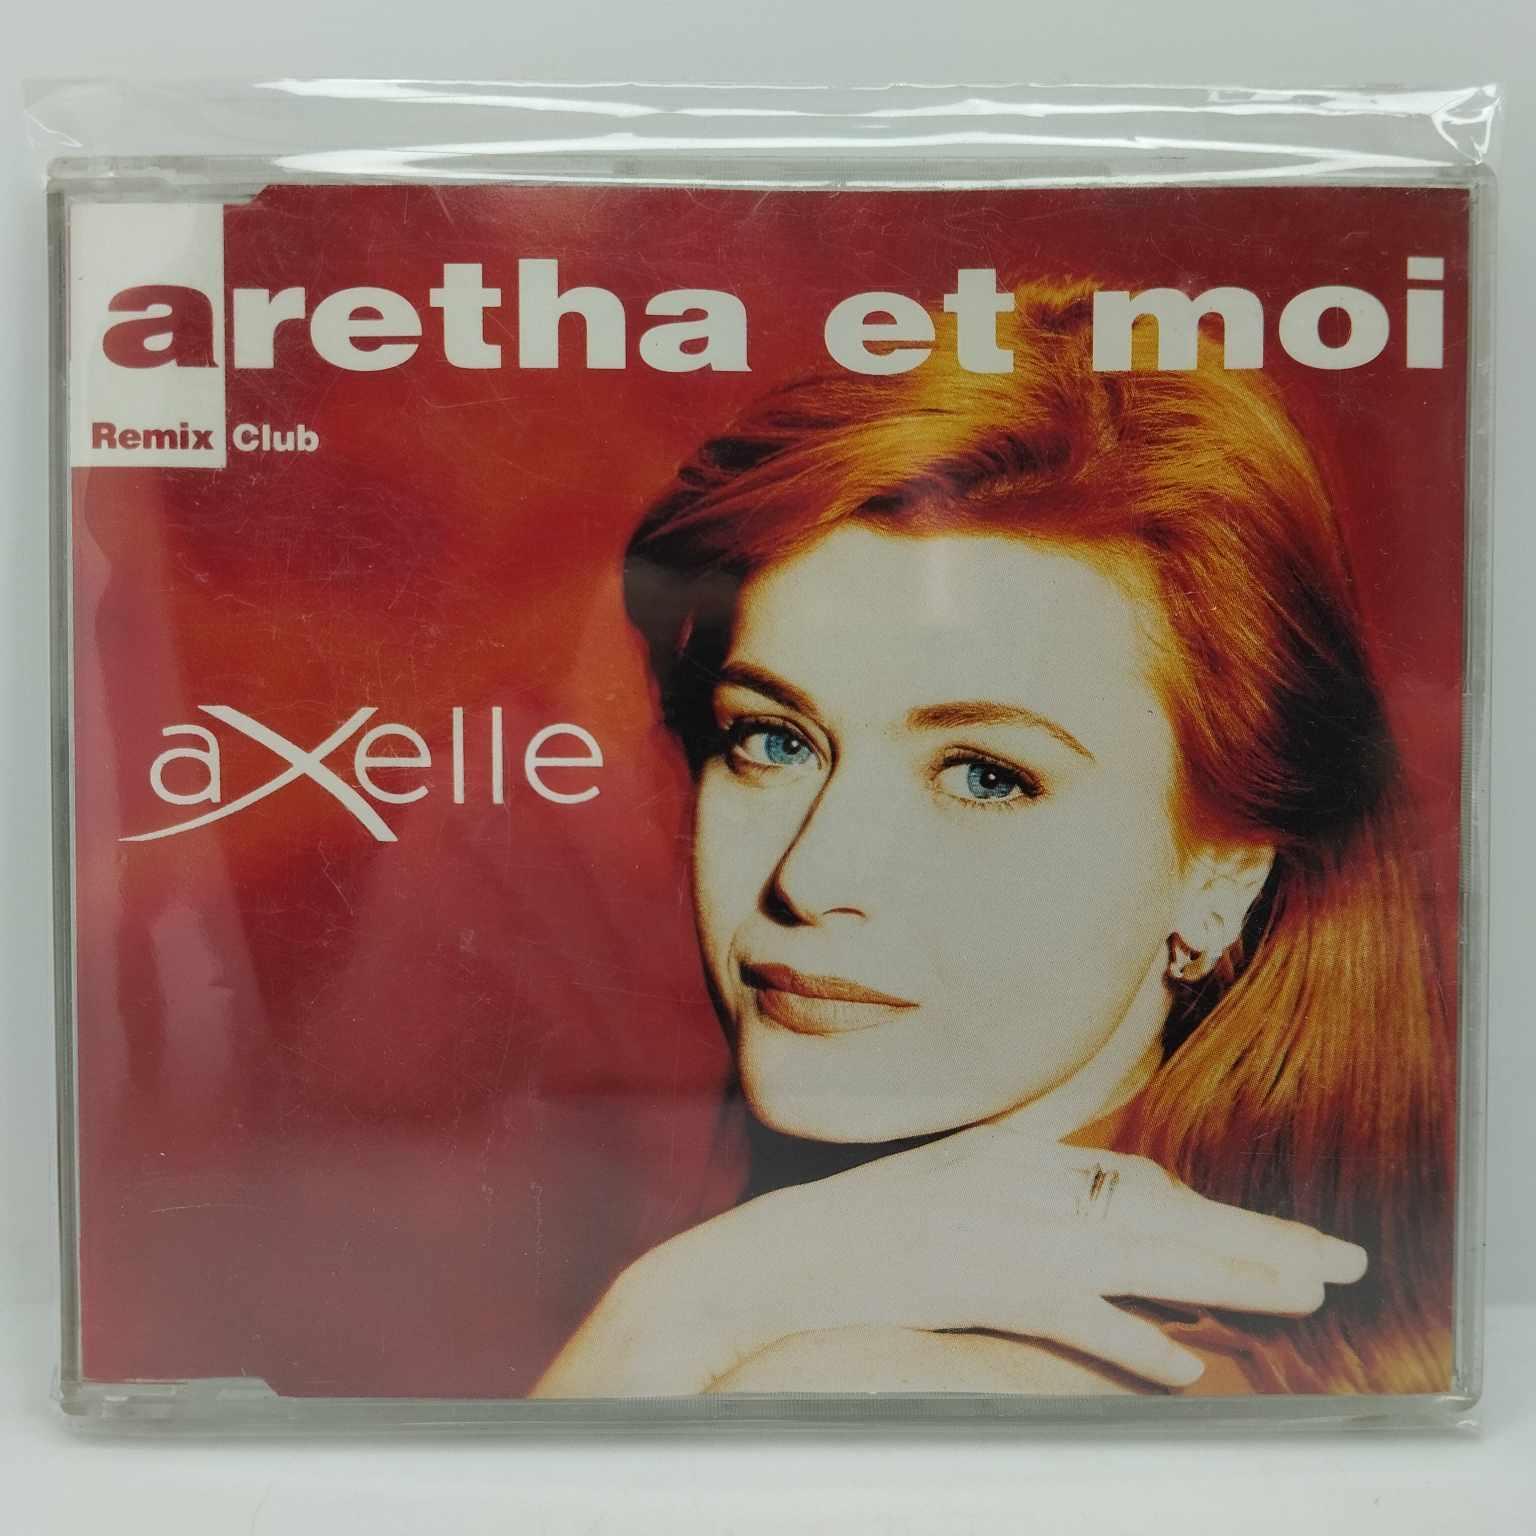 aretha et moi
Remix Club
aXelle